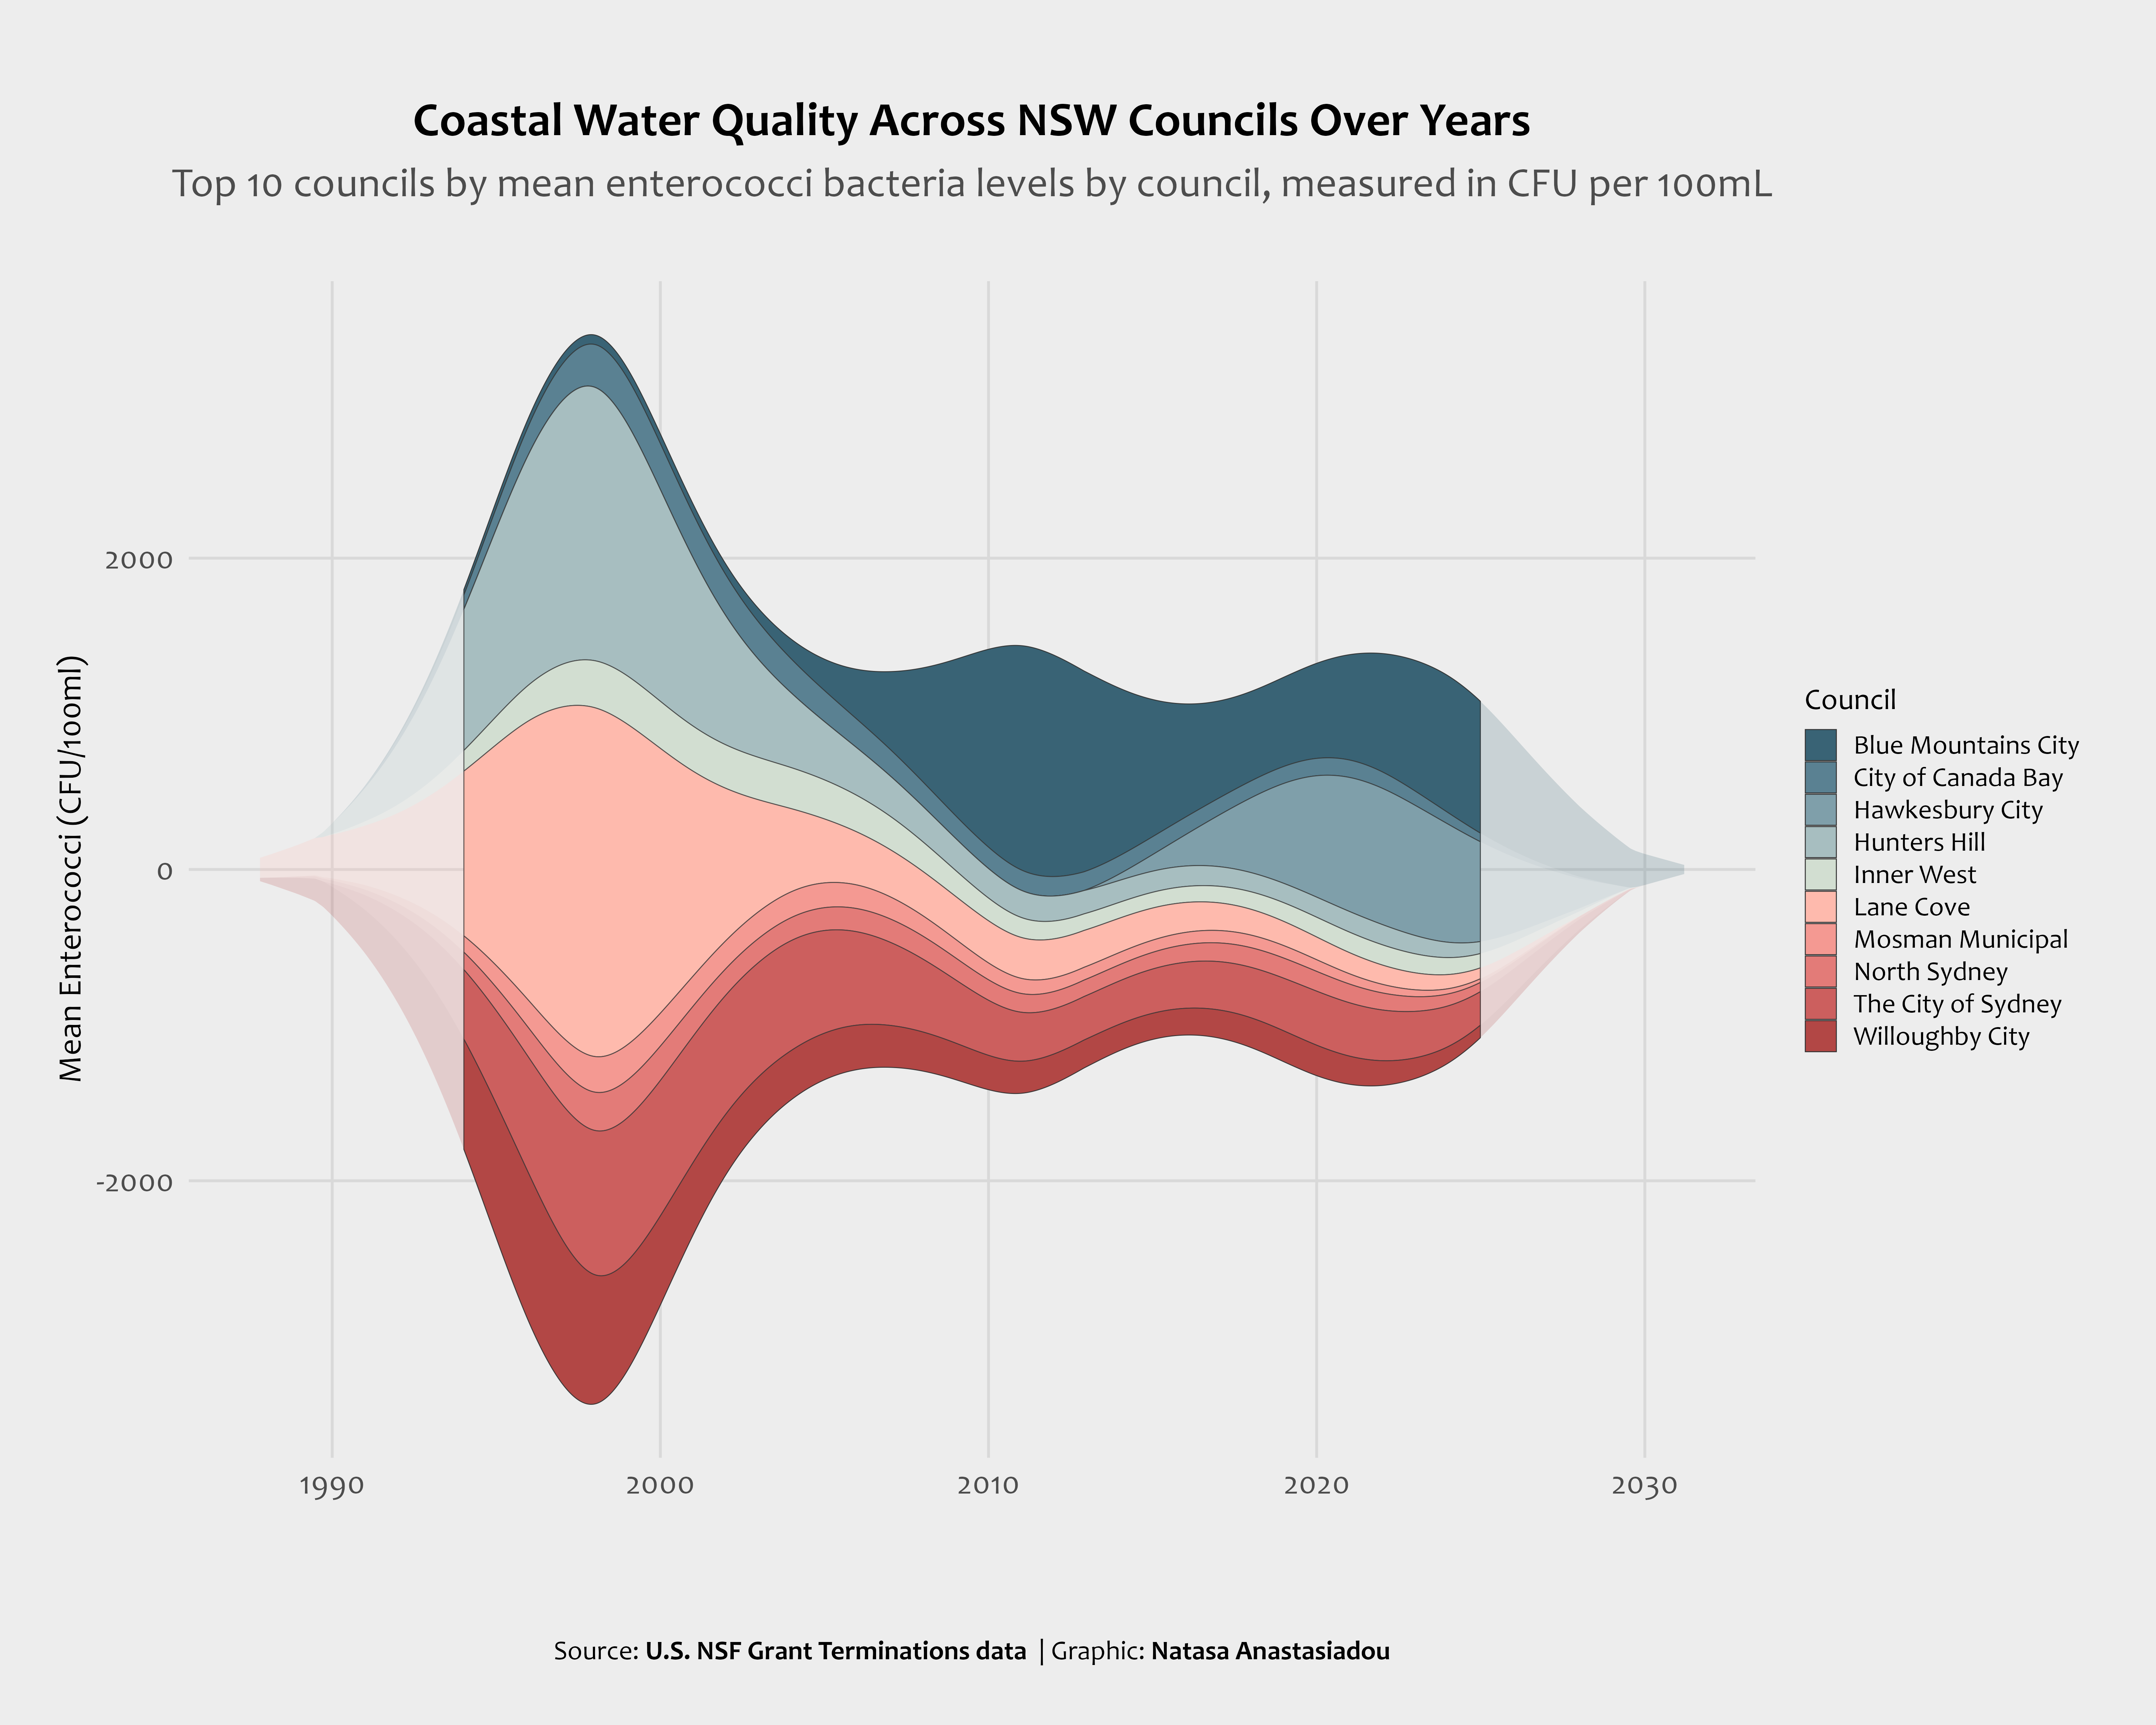 Coastal Water Quality Across NSW Councils Over Years
Top 10 councils by mean enterococci bacteria levels by council, measured in CFU per 100mL
Mean Enterococci (CFU/100ml)
2000
0
-2000
1990
2000
2010
2020
2030
Council
Blue Mountains City
City of Canada Bay
Hawkesbury City
Hunters Hill
Inner West
Lane Cove
Mosman Municipal
North Sydney
The City of Sydney
Willoughby City
Source: U.S. NSF Grant Terminations data | Graphic: Natasa Anastasiadou